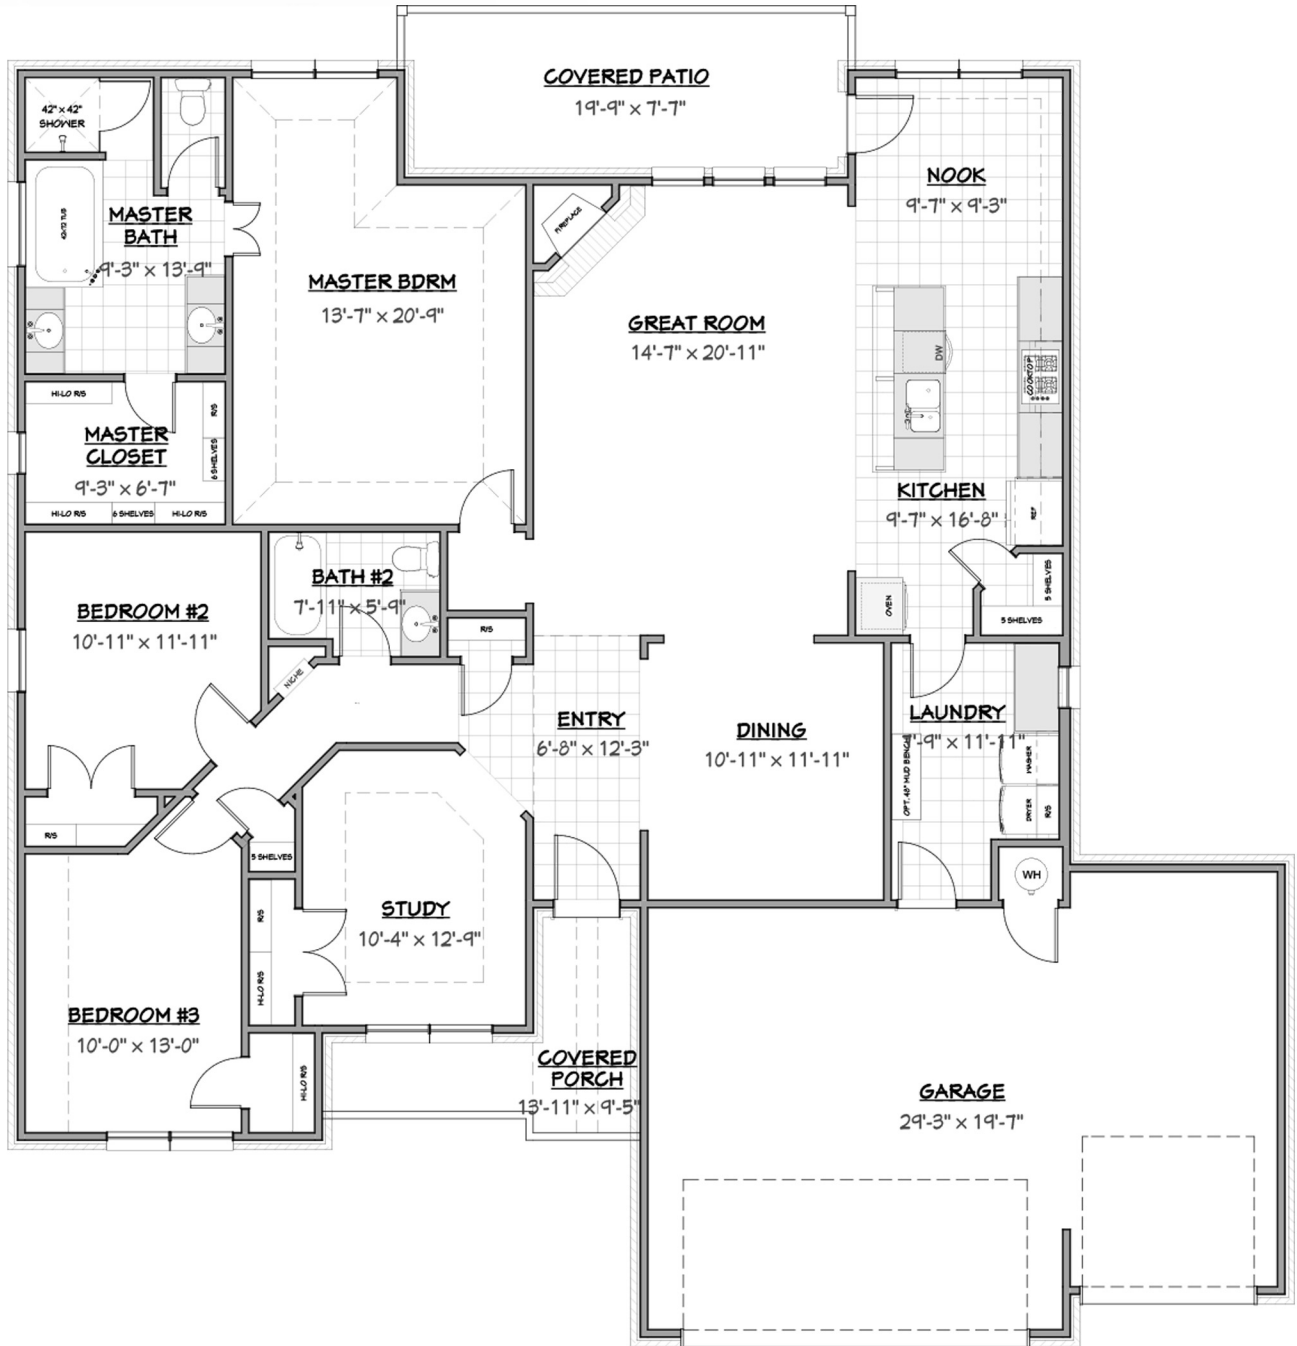 COVERED PATIO
19'-9" x 7'-7"
42" x 42"
SHOWER
NOOK
9'-7" x 9'-3"
MASTER
BATH
9'-3" x 13'-9"
FIREPLACE
MASTER BDRM
13'-7" x 20'-9"
GREAT ROOM
14'-7" x 20'-11"
DW
COOKTOP
HI-LO R/S
R/S
MASTER
CLOSET
9'-3" x 6'-7"
6 SHELVES
HI-LO R/S
6 SHELVES
HI-LO R/S
KITCHEN
9'-7" x 16'-8"
REF
BATH #2
7'-11" x 5'-9"
BEDROOM #2
10'-11" x 11'-11"
OVEN
5 SHELVES
5 SHELVES
R/S
NICHE
ENTRY
6'-8" x 12'-3"
DINING
10'-11" x 11'-11"
LAUNDRY
'-9" x 11'-11"
OPT. 48" MUD BENCH
WASHER
DRYER
R/S
R/S
5 SHELVES
WH
STUDY
10'-4" x 12'-9"
R/S
HI-LO R/S
BEDROOM #3
10'-0" x 13'-0"
HI-LO R/S
COVERED
PORCH
13'-11" x 9'-5"
GARAGE
29'-3" x 19'-7"